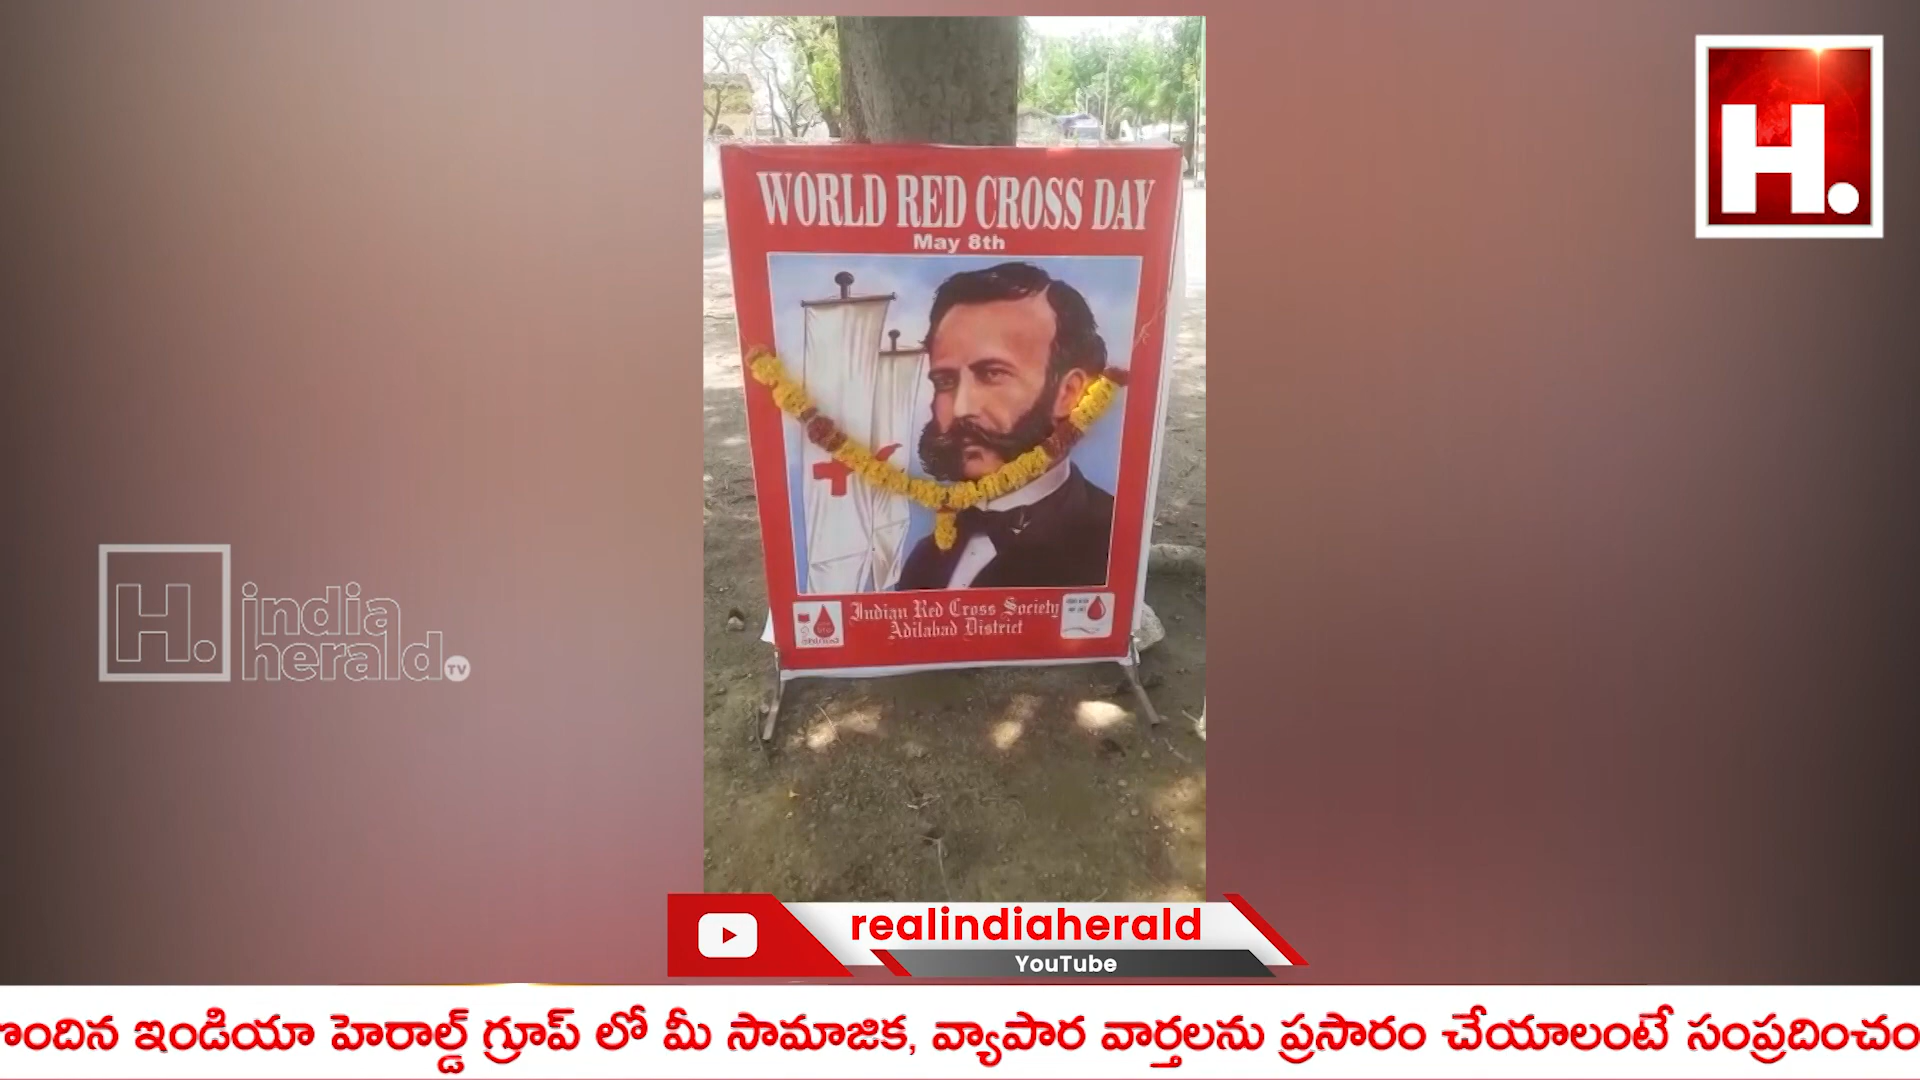 H.
WORLD RED CROSS DAY
May 8th
H. india
herald TV
Indian Red Cross Society
Adilabad District
realindiaherald
YouTube
ఇండియా హెరాల్డ్ గ్రూప్ లో మీ సామాజిక, వ్యాపార వార్తలను ప్రసారం చేయాలంటే